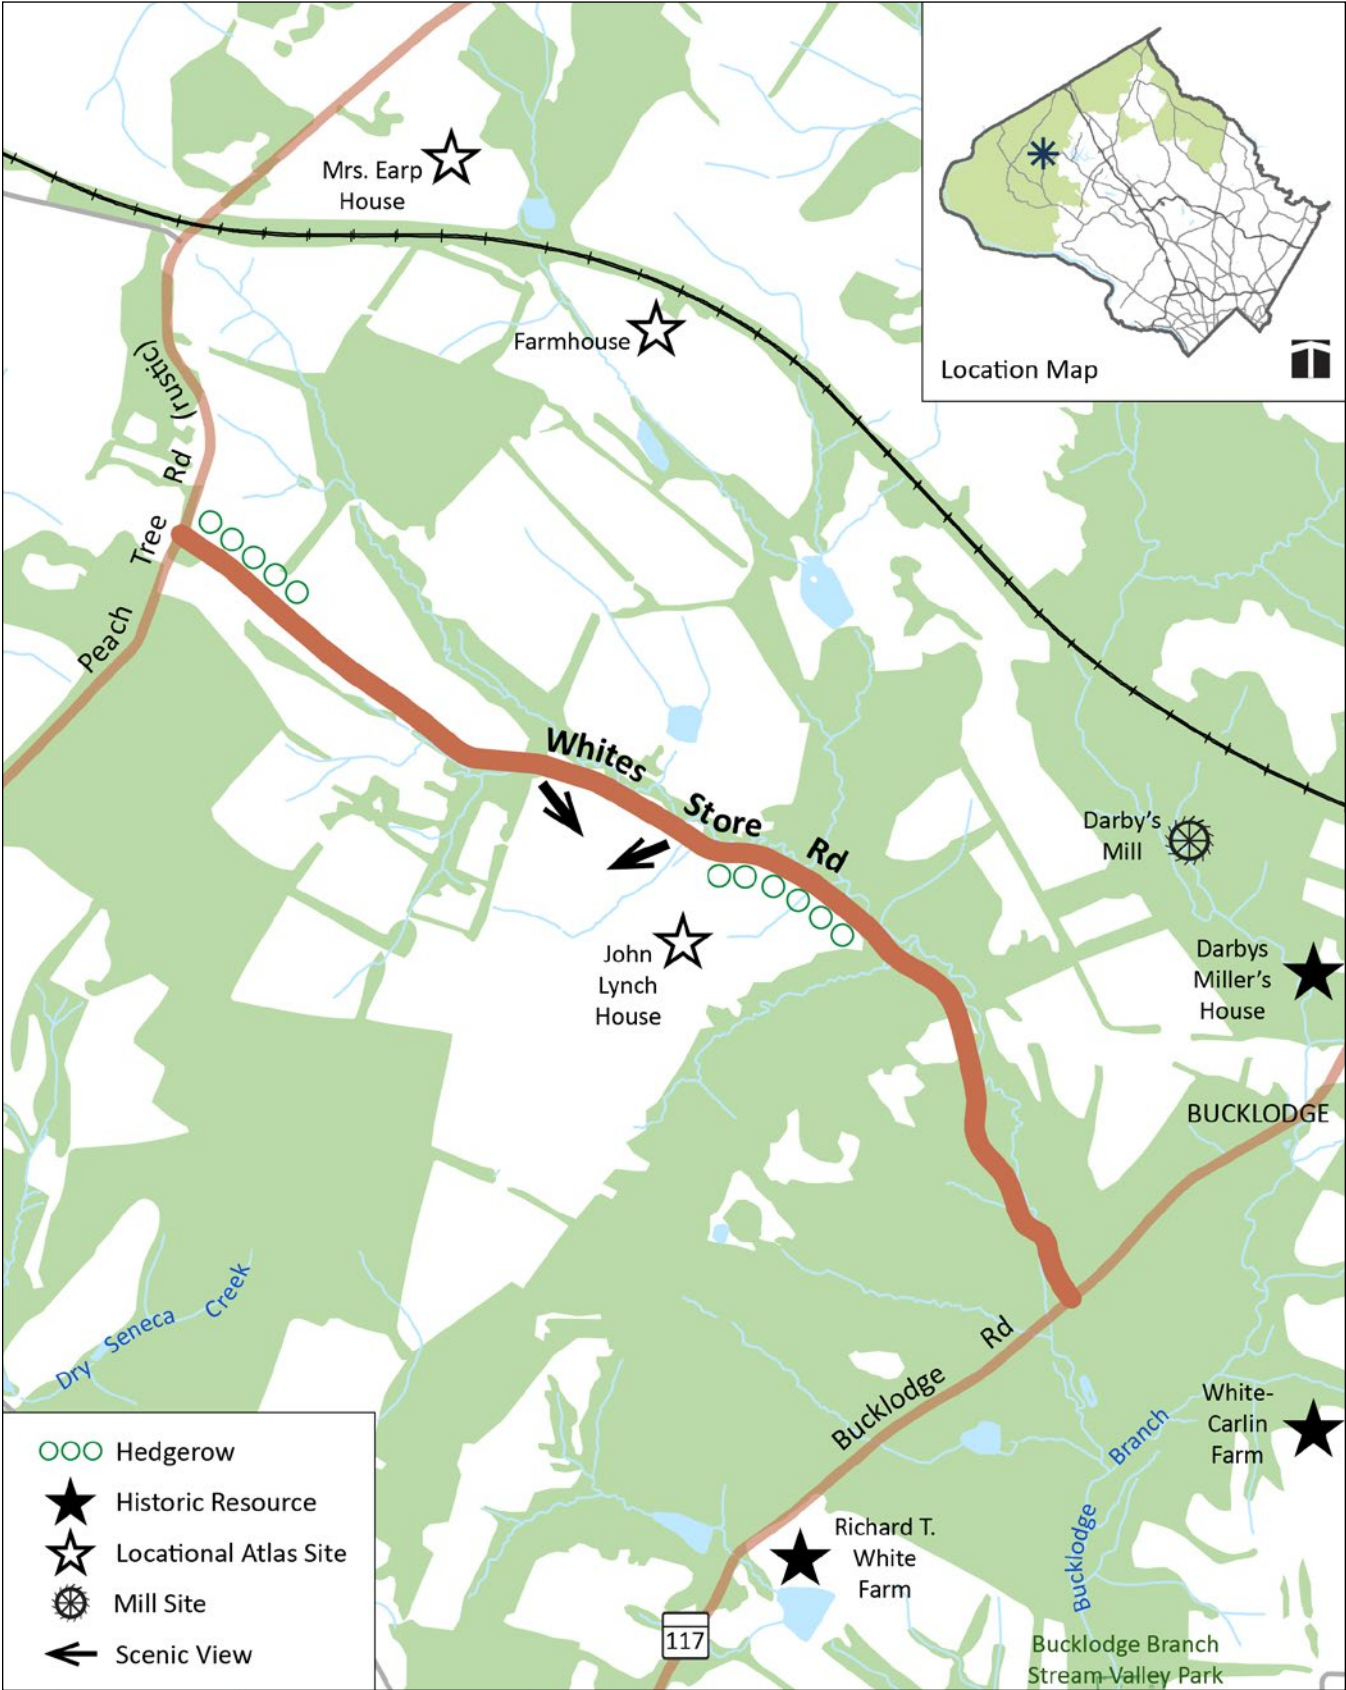 Mrs. Earp
House
Location Map
Farmhouse
Peach Tree Rd (rustic)
Whites Store Rd
Darby's
Mill
John
Lynch
House
Darbys
Miller's
House
BUCKLODGE
Dry Seneca Creek
Bucklodge Rd
White-
Carlin
Farm
Bucklodge Branch
Richard T.
White
Farm
117
Bucklodge Branch
Stream Valley Park
Hedgerow
Historic Resource
Locational Atlas Site
Mill Site
Scenic View